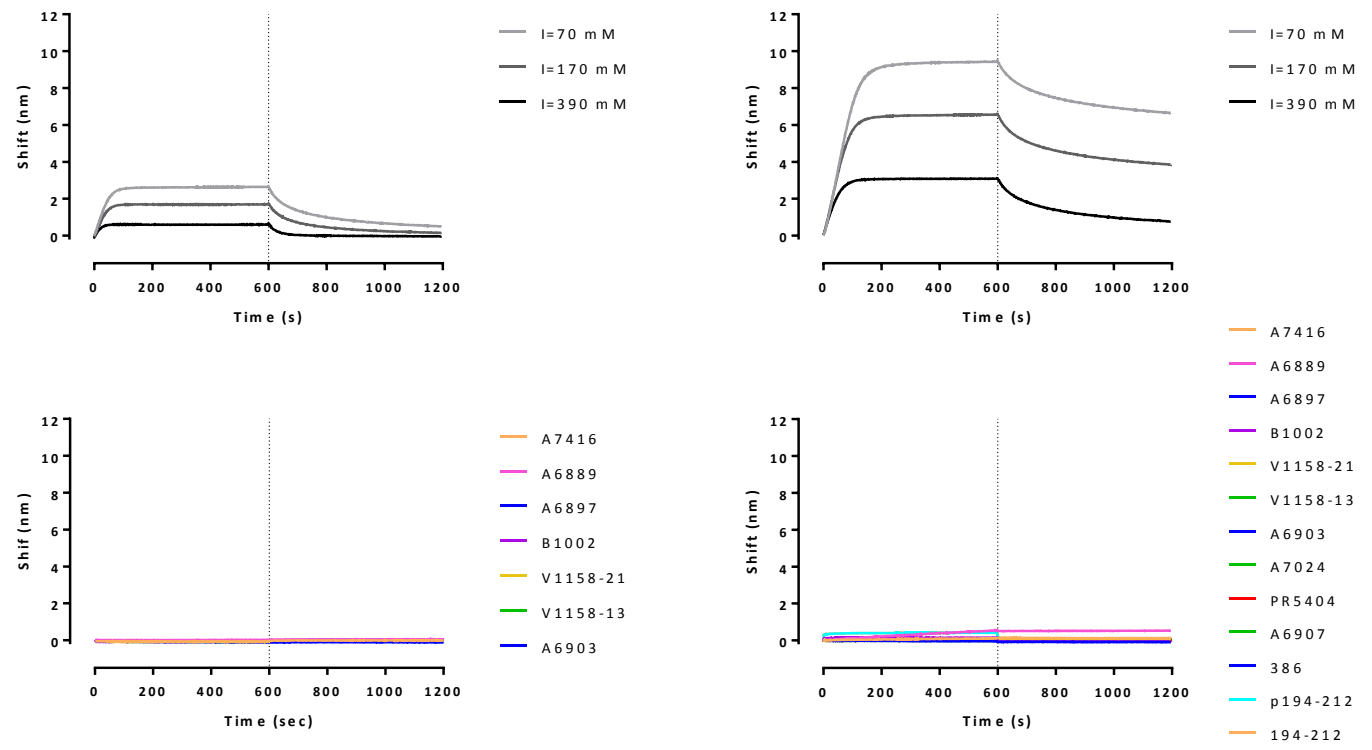 12
10
8
6
4
2
0
Shift (nm)
0 200 400 600 800 1000 1200
Time (s)
I=70 mM
I=170 mM
I=390 mM
12
10
8
6
4
2
0
Shift (nm)
0 200 400 600 800 1000 1200
Time (s)
I=70 mM
I=170 mM
I=390 mM
12
10
8
6
4
2
0
Shif (nm)
0 200 400 600 800 1000 1200
Time (sec)
A7416
A6889
A6897
B1002
V1158-21
V1158-13
A6903
12
10
8
6
4
2
0
Shift (nm)
0 200 400 600 800 1000 1200
Time (s)
A7416
A6889
A6897
B1002
V1158-21
V1158-13
A6903
A7024
PR5404
A6907
386
p194-212
194-212